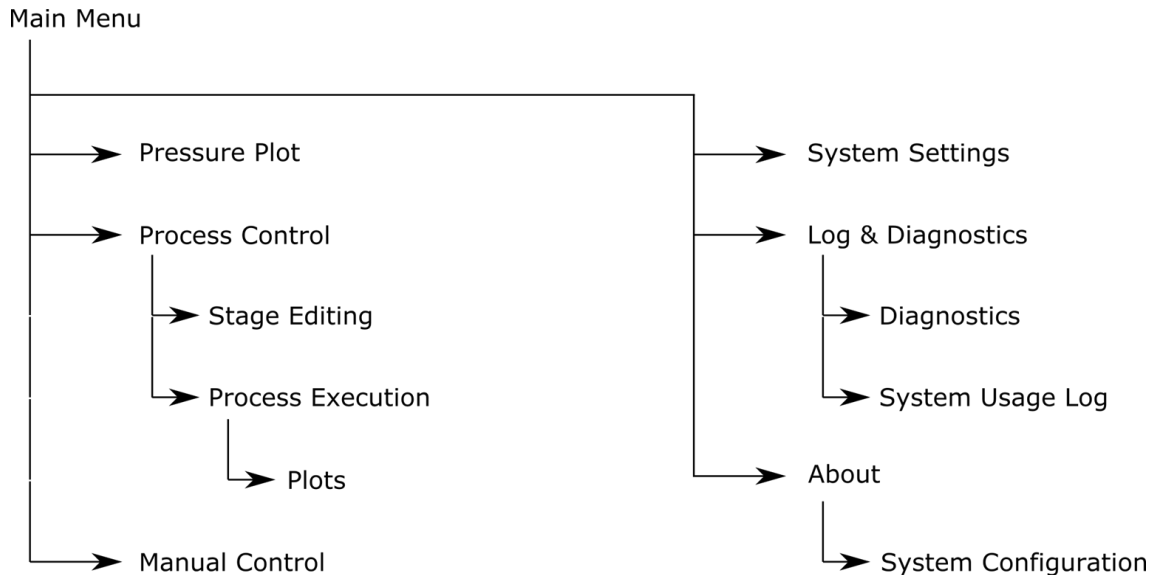 Main Menu
Pressure Plot
Process Control
Stage Editing
Process Execution
Plots
Manual Control
System Settings
Log & Diagnostics
Diagnostics
System Usage Log
About
System Configuration